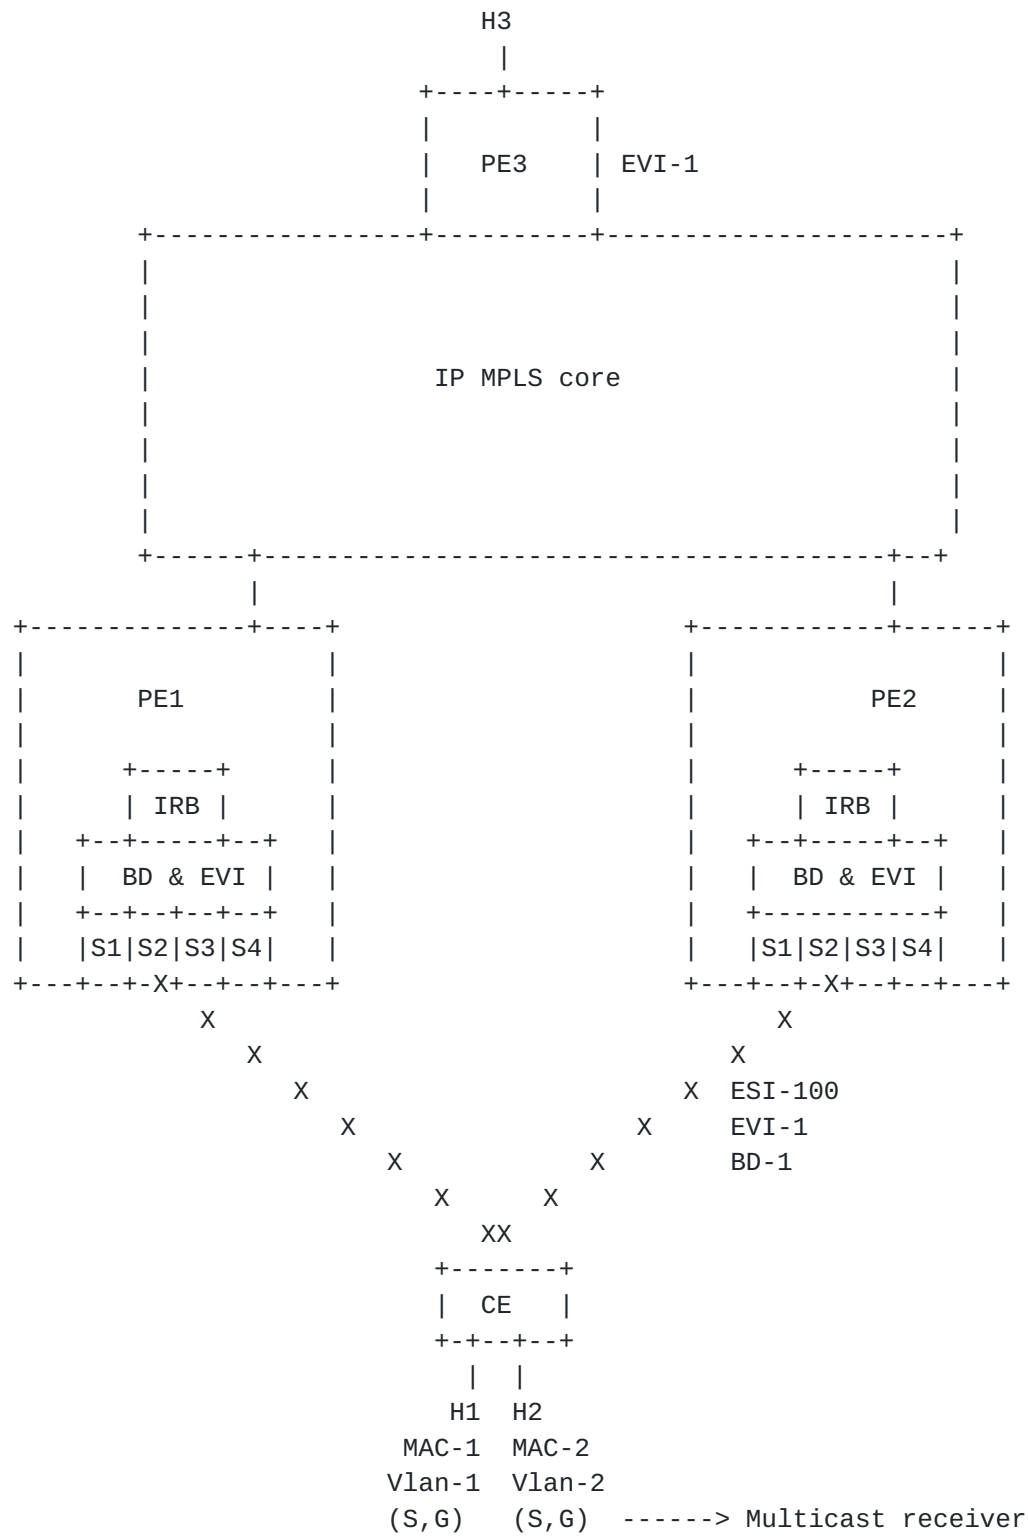 H3
PE3 EVI-1
IP MPLS core
PE1 PE2
IRB IRB
BD & EVI BD & EVI
|S1|S2|S3|S4| |S1|S2|S3|S4|
X X
X X
X X
X X ESI-100
X X EVI-1
X X BD-1
X X
XX
CE
H1 H2
MAC-1 MAC-2
Vlan-1 Vlan-2
(S,G) (S,G) ------> Multicast receiver